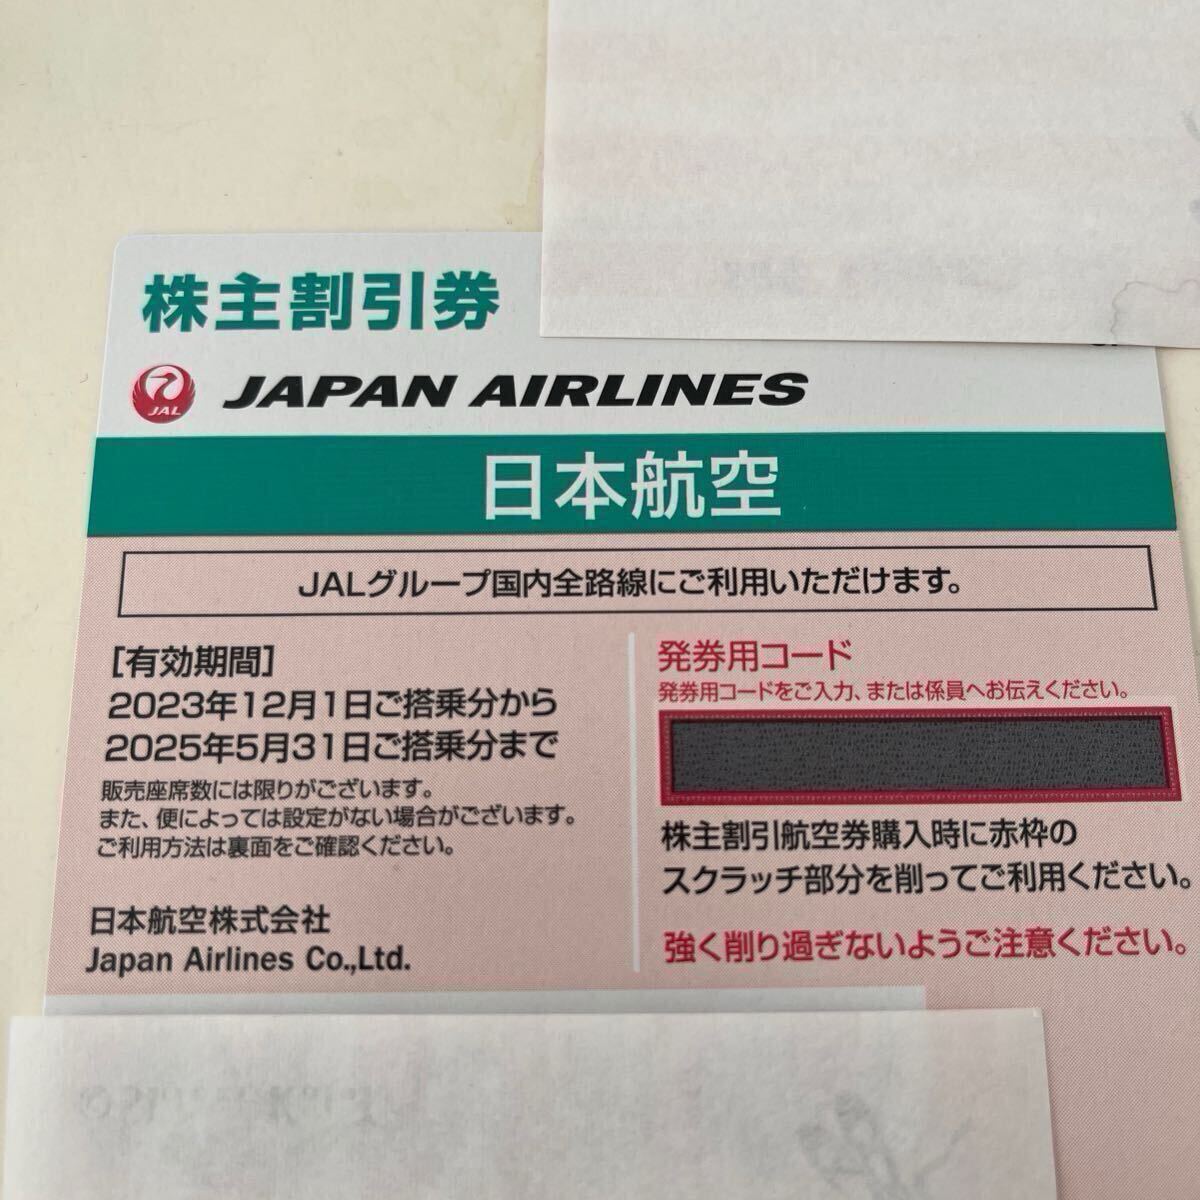 株主割引券
JAL JAPAN AIRLINES
日本航空
JALグループ国内全路線にご利用いただけます。
[有効期間]
2023年12月1日ご搭乗分から
2025年5月31日ご搭乗分まで
販売座席数には限りがございます。
また、便によっては設定がない場合がございます。
ご利用方法は裏面をご確認ください。
日本航空株式会社
Japan Airlines Co.,Ltd.
発券用コード
発券用コードをご入力、または係員へお伝えください。
株主割引航空券購入時に赤枠の
スクラッチ部分を削ってご利用ください。
強く削り過ぎないようご注意ください。